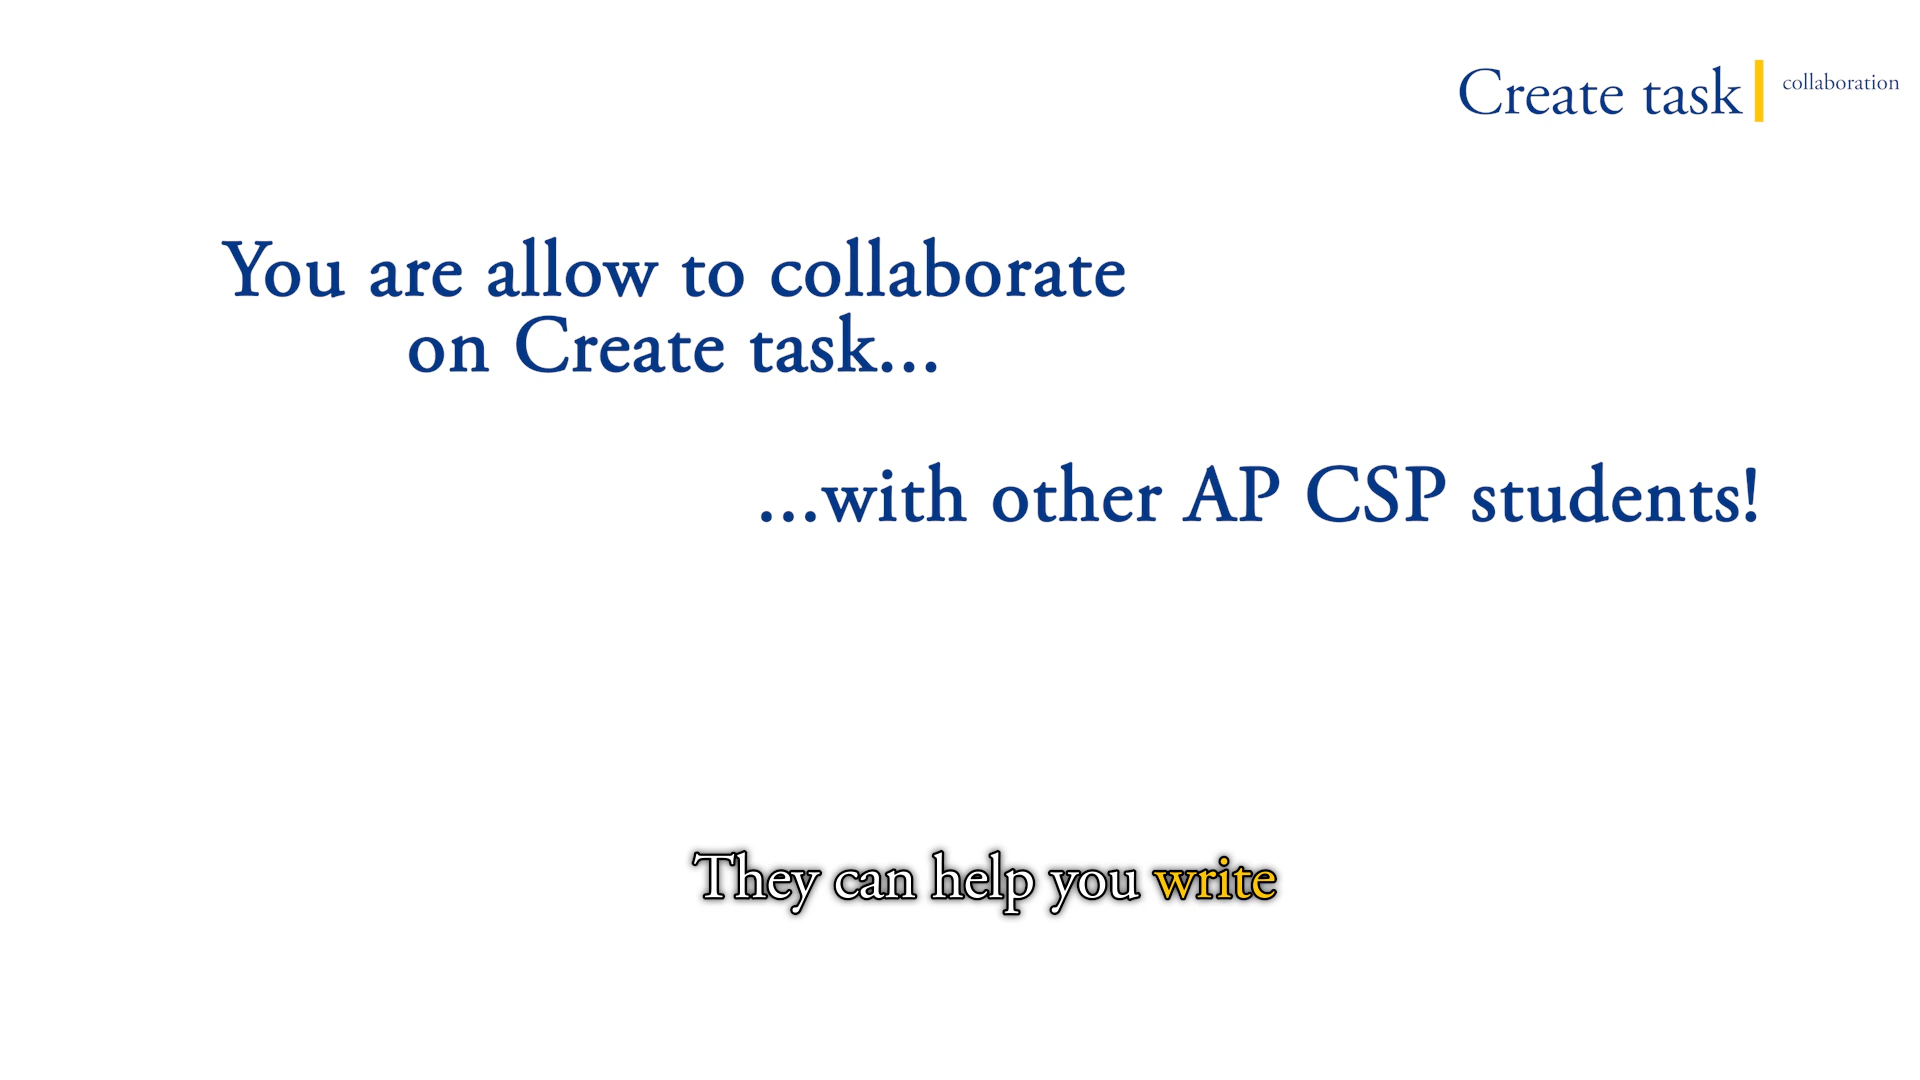 Create task
collaboration
You are allow to collaborate
on Create task...
...with other AP CSP students!
They can help you write